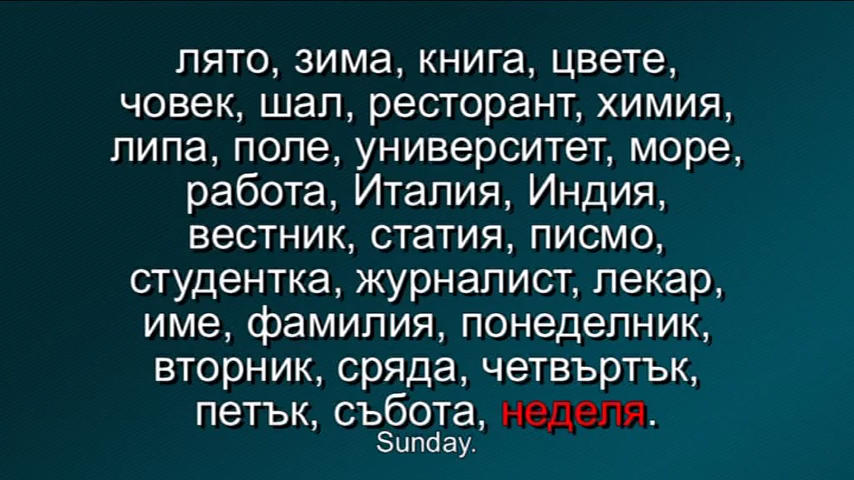 лято, зима, книга, цвете,
човек, шал, ресторант, химия,
липа, поле, университет, море,
работа, Италия, Индия,
вестник, статия, писмо,
студентка, журналист, лекар,
име, фамилия, понеделник,
вторник, сряда, четвъртък,
петък, събота, неделя.
Sunday.